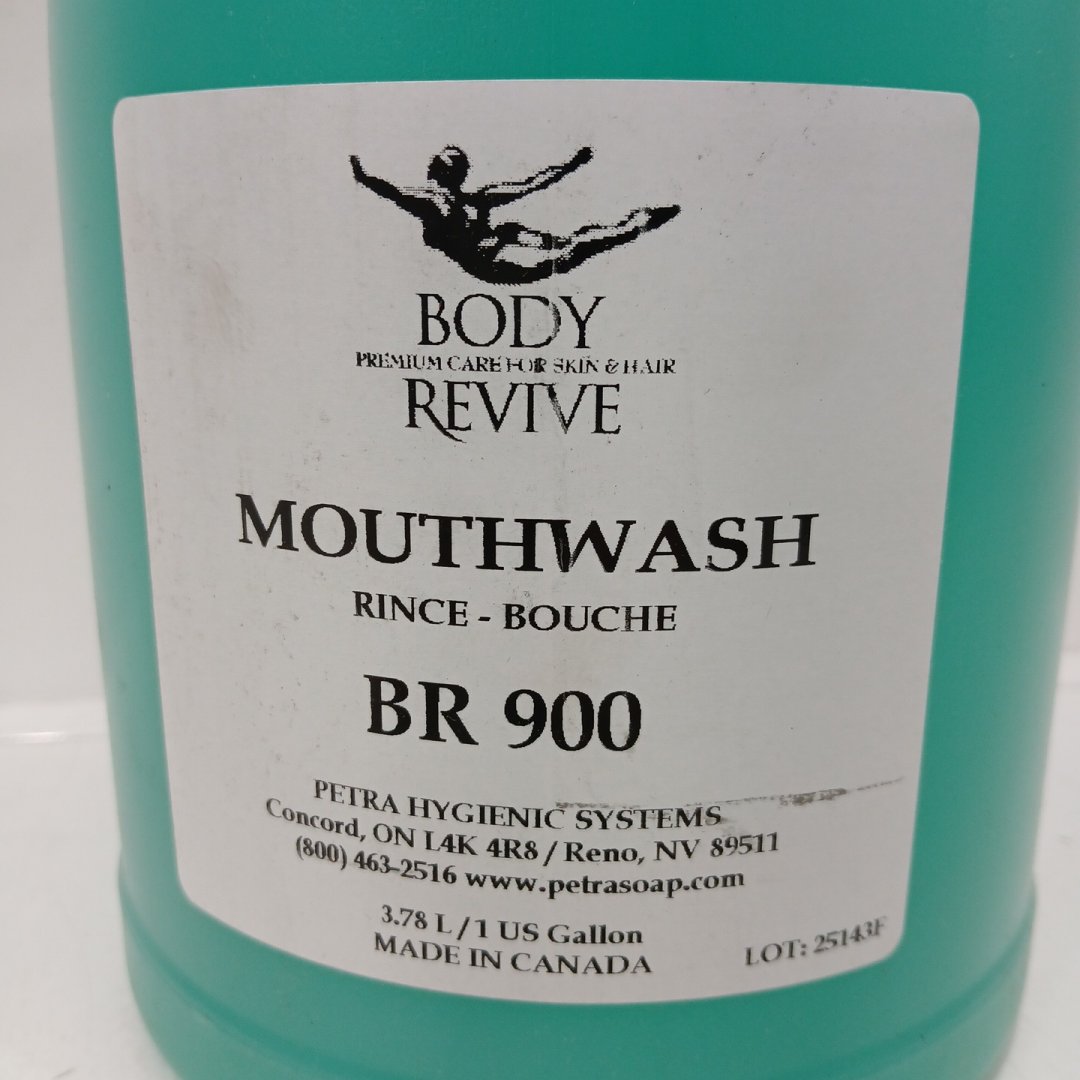 BODY
PREMIUM CARE FOR SKIN & HAIR
REVIVE
MOUTHWASH
RINCE - BOUCHE
BR 900
PETRA HYGIENIC SYSTEMS
Concord, ON L4K 4R8 / Reno, NV 89511
(800) 463-2516 www.petrasoap.com
3.78 L / 1 US Gallon
MADE IN CANADA
LOT: 25143F